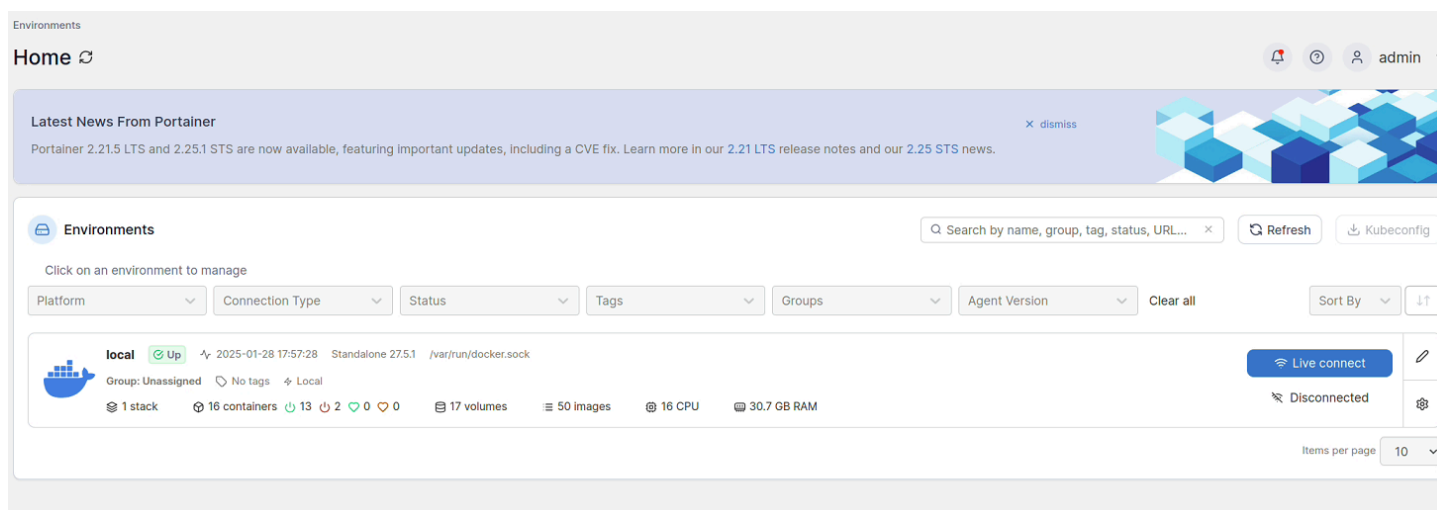 Environments
Home
admin
Latest News From Portainer
dismiss
Portainer 2.21.5 LTS and 2.25.1 STS are now available, featuring important updates, including a CVE fix. Learn more in our 2.21 LTS release notes and our 2.25 STS news.
Environments
Search by name, group, tag, status, URL...
Refresh
Kubeconfig
Click on an environment to manage
Platform
Connection Type
Status
Tags
Groups
Agent Version
Clear all
Sort By
local Up 2025-01-28 17:57:28 Standalone 27.5.1 /var/run/docker.sock
Live connect
Group: Unassigned No tags Local
Disconnected
1 stack 16 containers 13 2 0 0 17 volumes 50 images 16 CPU 30.7 GB RAM
Items per page 10